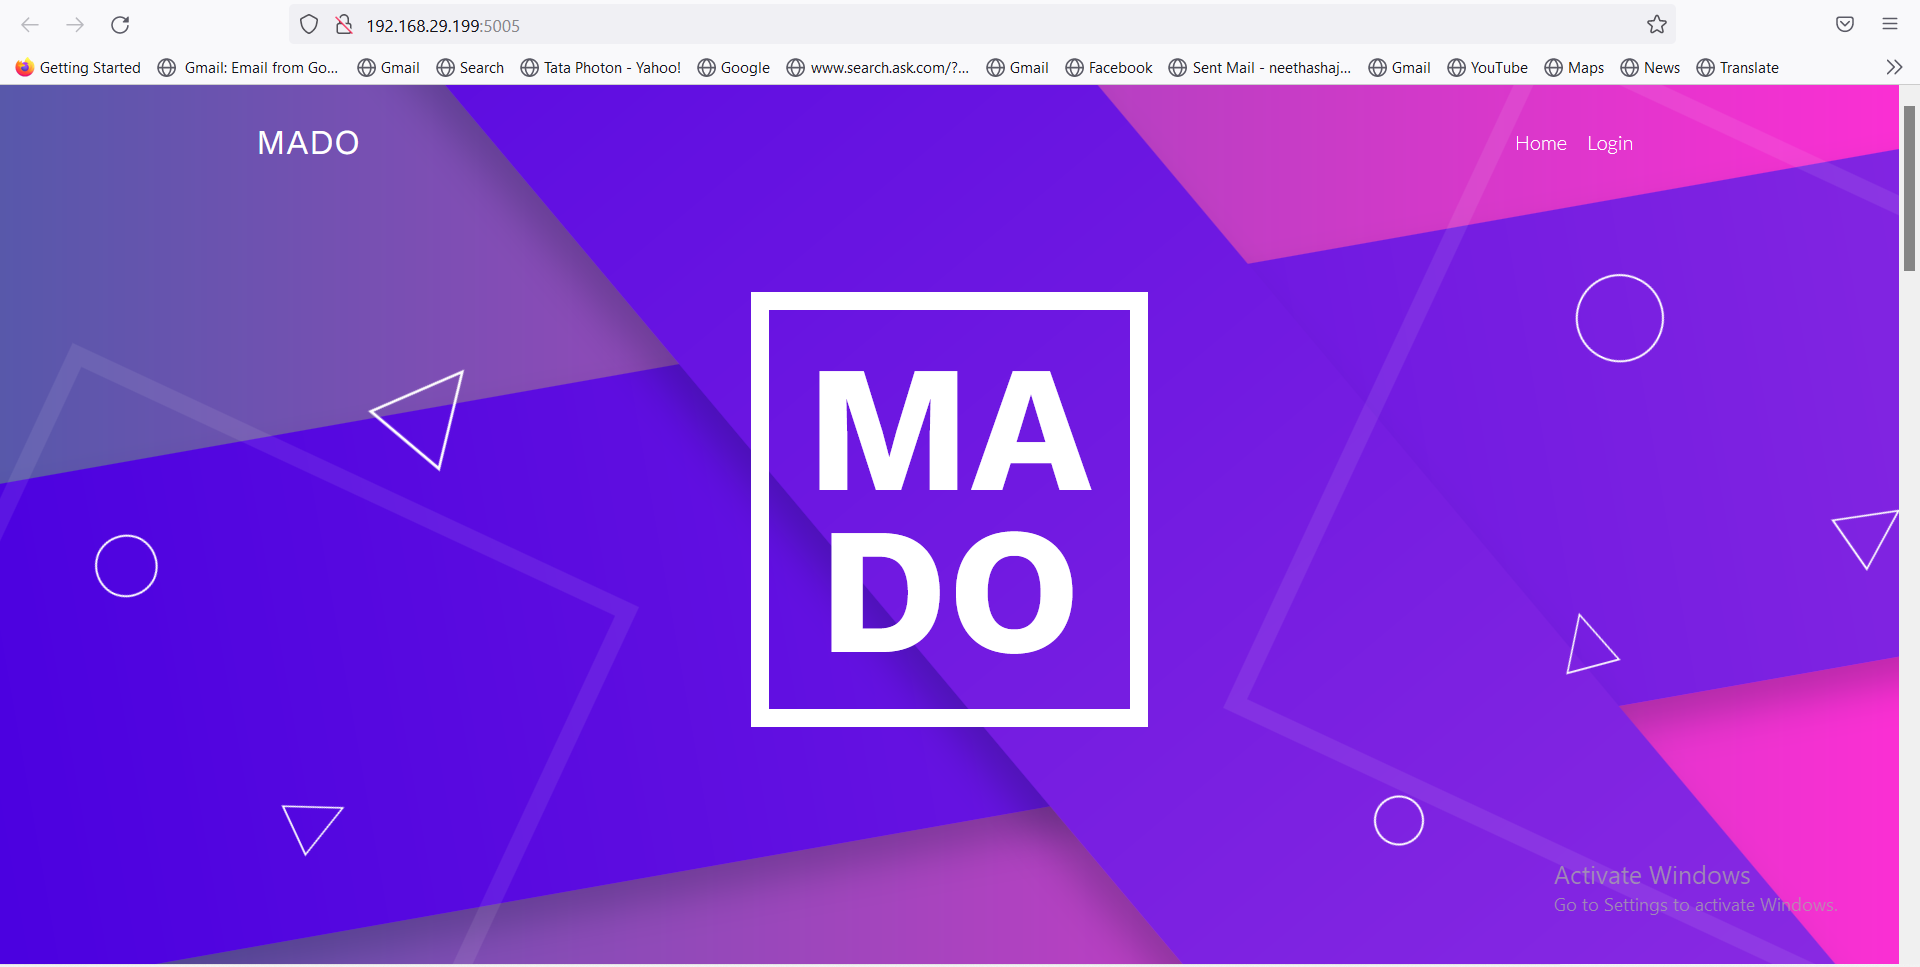 192.168.29.199:5005
Getting Started Gmail: Email from Go... Gmail Search Tata Photon - Yahoo! Google www.search.ask.com/?... Gmail Facebook Sent Mail - neethashaj... Gmail YouTube Maps News Translate
MADO Home Login
MA
DO
Activate Windows
Go to Settings to activate Windows.